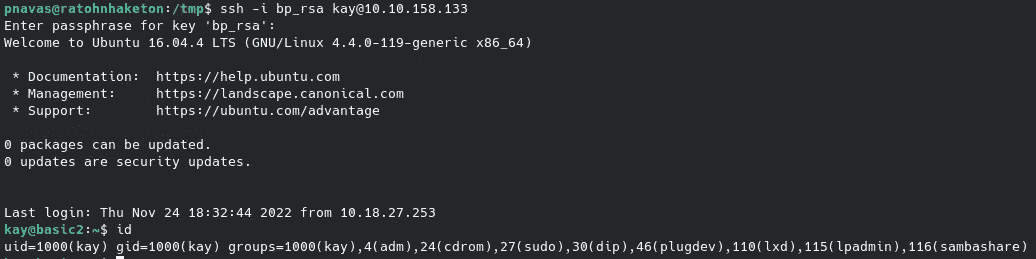 pnavas@ratohnhaketon:/tmp$ ssh -i bp_rsa kay@10.10.158.133
Enter passphrase for key 'bp_rsa':
Welcome to Ubuntu 16.04.4 LTS (GNU/Linux 4.4.0-119-generic x86_64)
* Documentation: https://help.ubuntu.com
* Management: https://landscape.canonical.com
* Support: https://ubuntu.com/advantage
0 packages can be updated.
0 updates are security updates.
Last login: Thu Nov 24 18:32:44 2022 from 10.18.27.253
kay@basic2:~$ id
uid=1000(kay) gid=1000(kay) groups=1000(kay),4(adm),24(cdrom),27(sudo),30(dip),46(plugdev),110(lxd),115(lpadmin),116(sambashare)